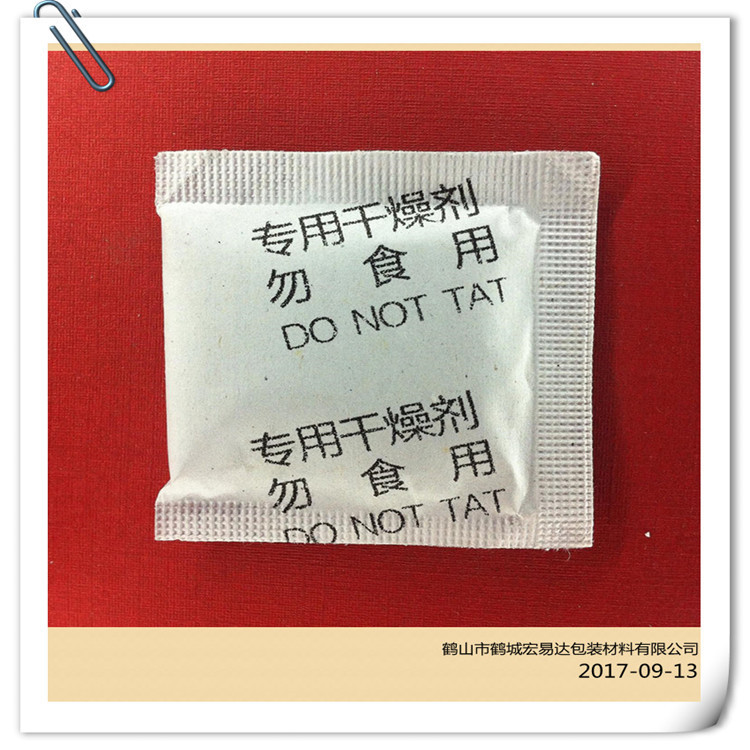 专用干燥剂
勿 食 用
DO NOT TAT
专用干燥剂
勿 食 用
DO NOT TAT
鹤山市鹤城宏易达包装材料有限公司
2017-09-13